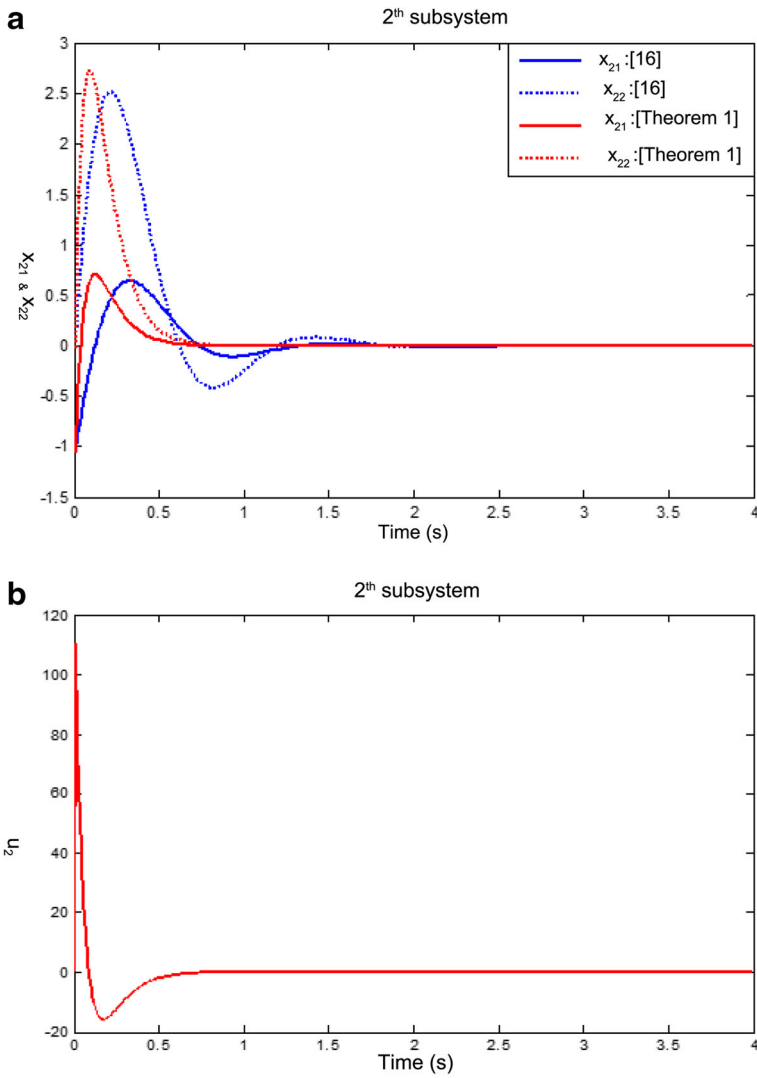 a
2th subsystem
3
2.5
2
1.5
1
0.5
0
-0.5
-1
-1.5
x21 & x22
x21:[16]
x22:[16]
x21:[Theorem 1]
x22:[Theorem 1]
0 0.5 1 1.5 2 2.5 3 3.5 4
Time (s)
b
2th subsystem
120
100
80
60
40
20
0
-20
u2
0 0.5 1 1.5 2 2.5 3 3.5 4
Time (s)